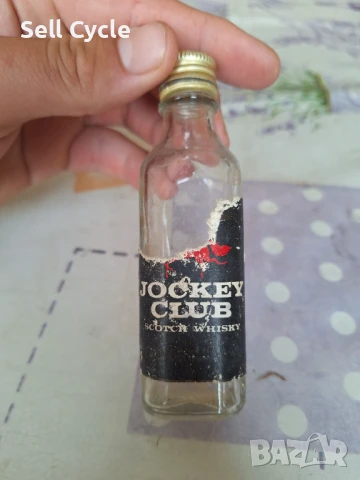 Sell Cycle
JOCKEY
CLUB
SCOTCH WHISKY
BAZAR